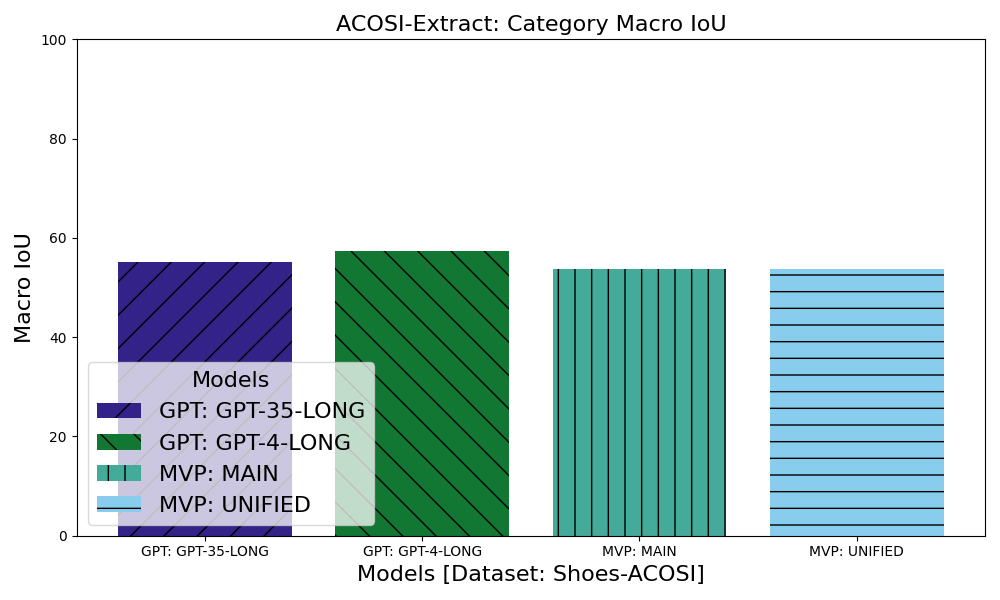 ACOSI-Extract: Category Macro IoU
100
80
60
40
20
0
Macro IoU
Models
GPT: GPT-35-LONG
GPT: GPT-4-LONG
MVP: MAIN
MVP: UNIFIED
GPT: GPT-35-LONG
GPT: GPT-4-LONG
MVP: MAIN
MVP: UNIFIED
Models [Dataset: Shoes-ACOSI]